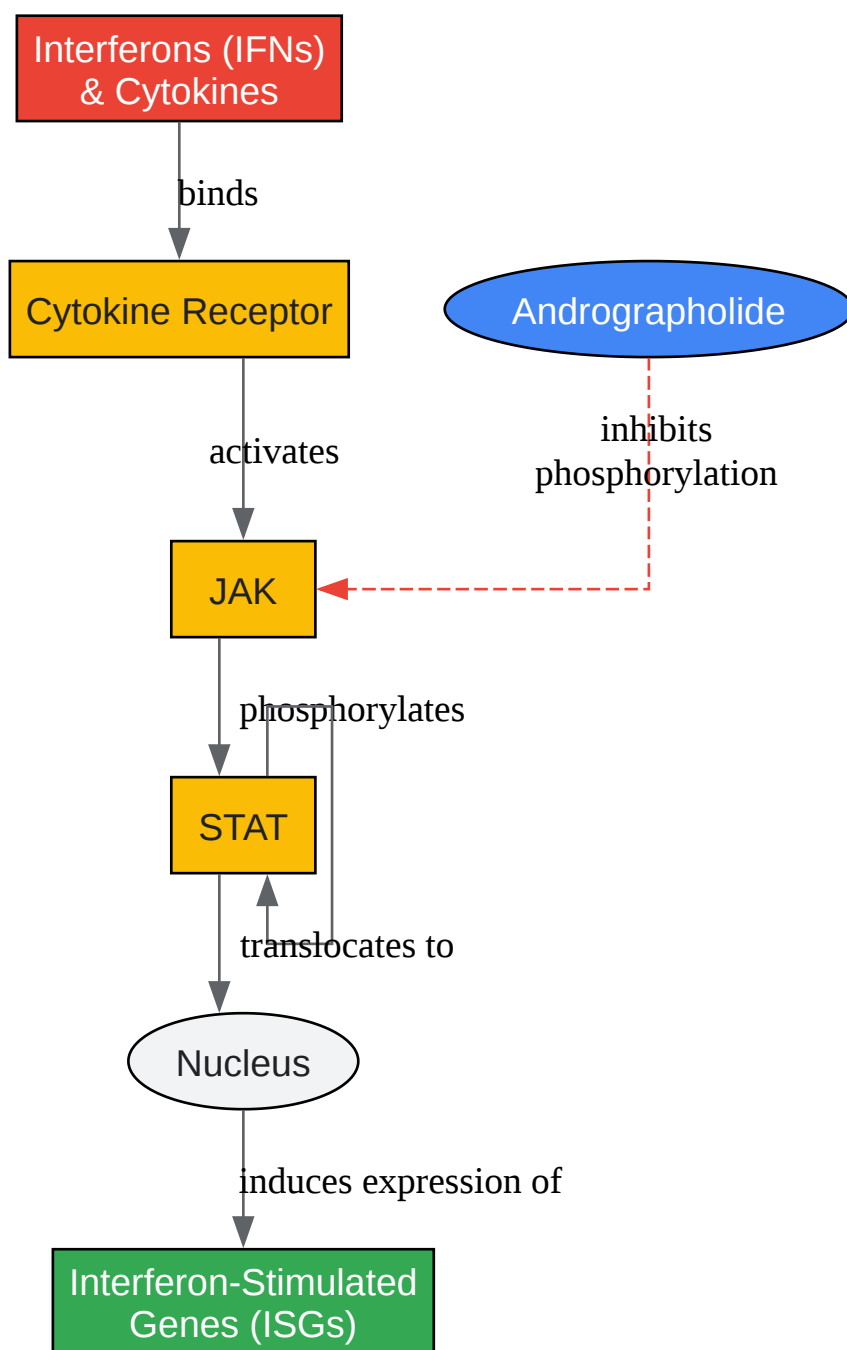 Interferons (IFNs)
& Cytokines
binds
Cytokine Receptor
Andrographolide
activates
inhibits
phosphorylation
JAK
phosphorylates
STAT
translocates to
Nucleus
induces expression of
Interferon-Stimulated
Genes (ISGs)